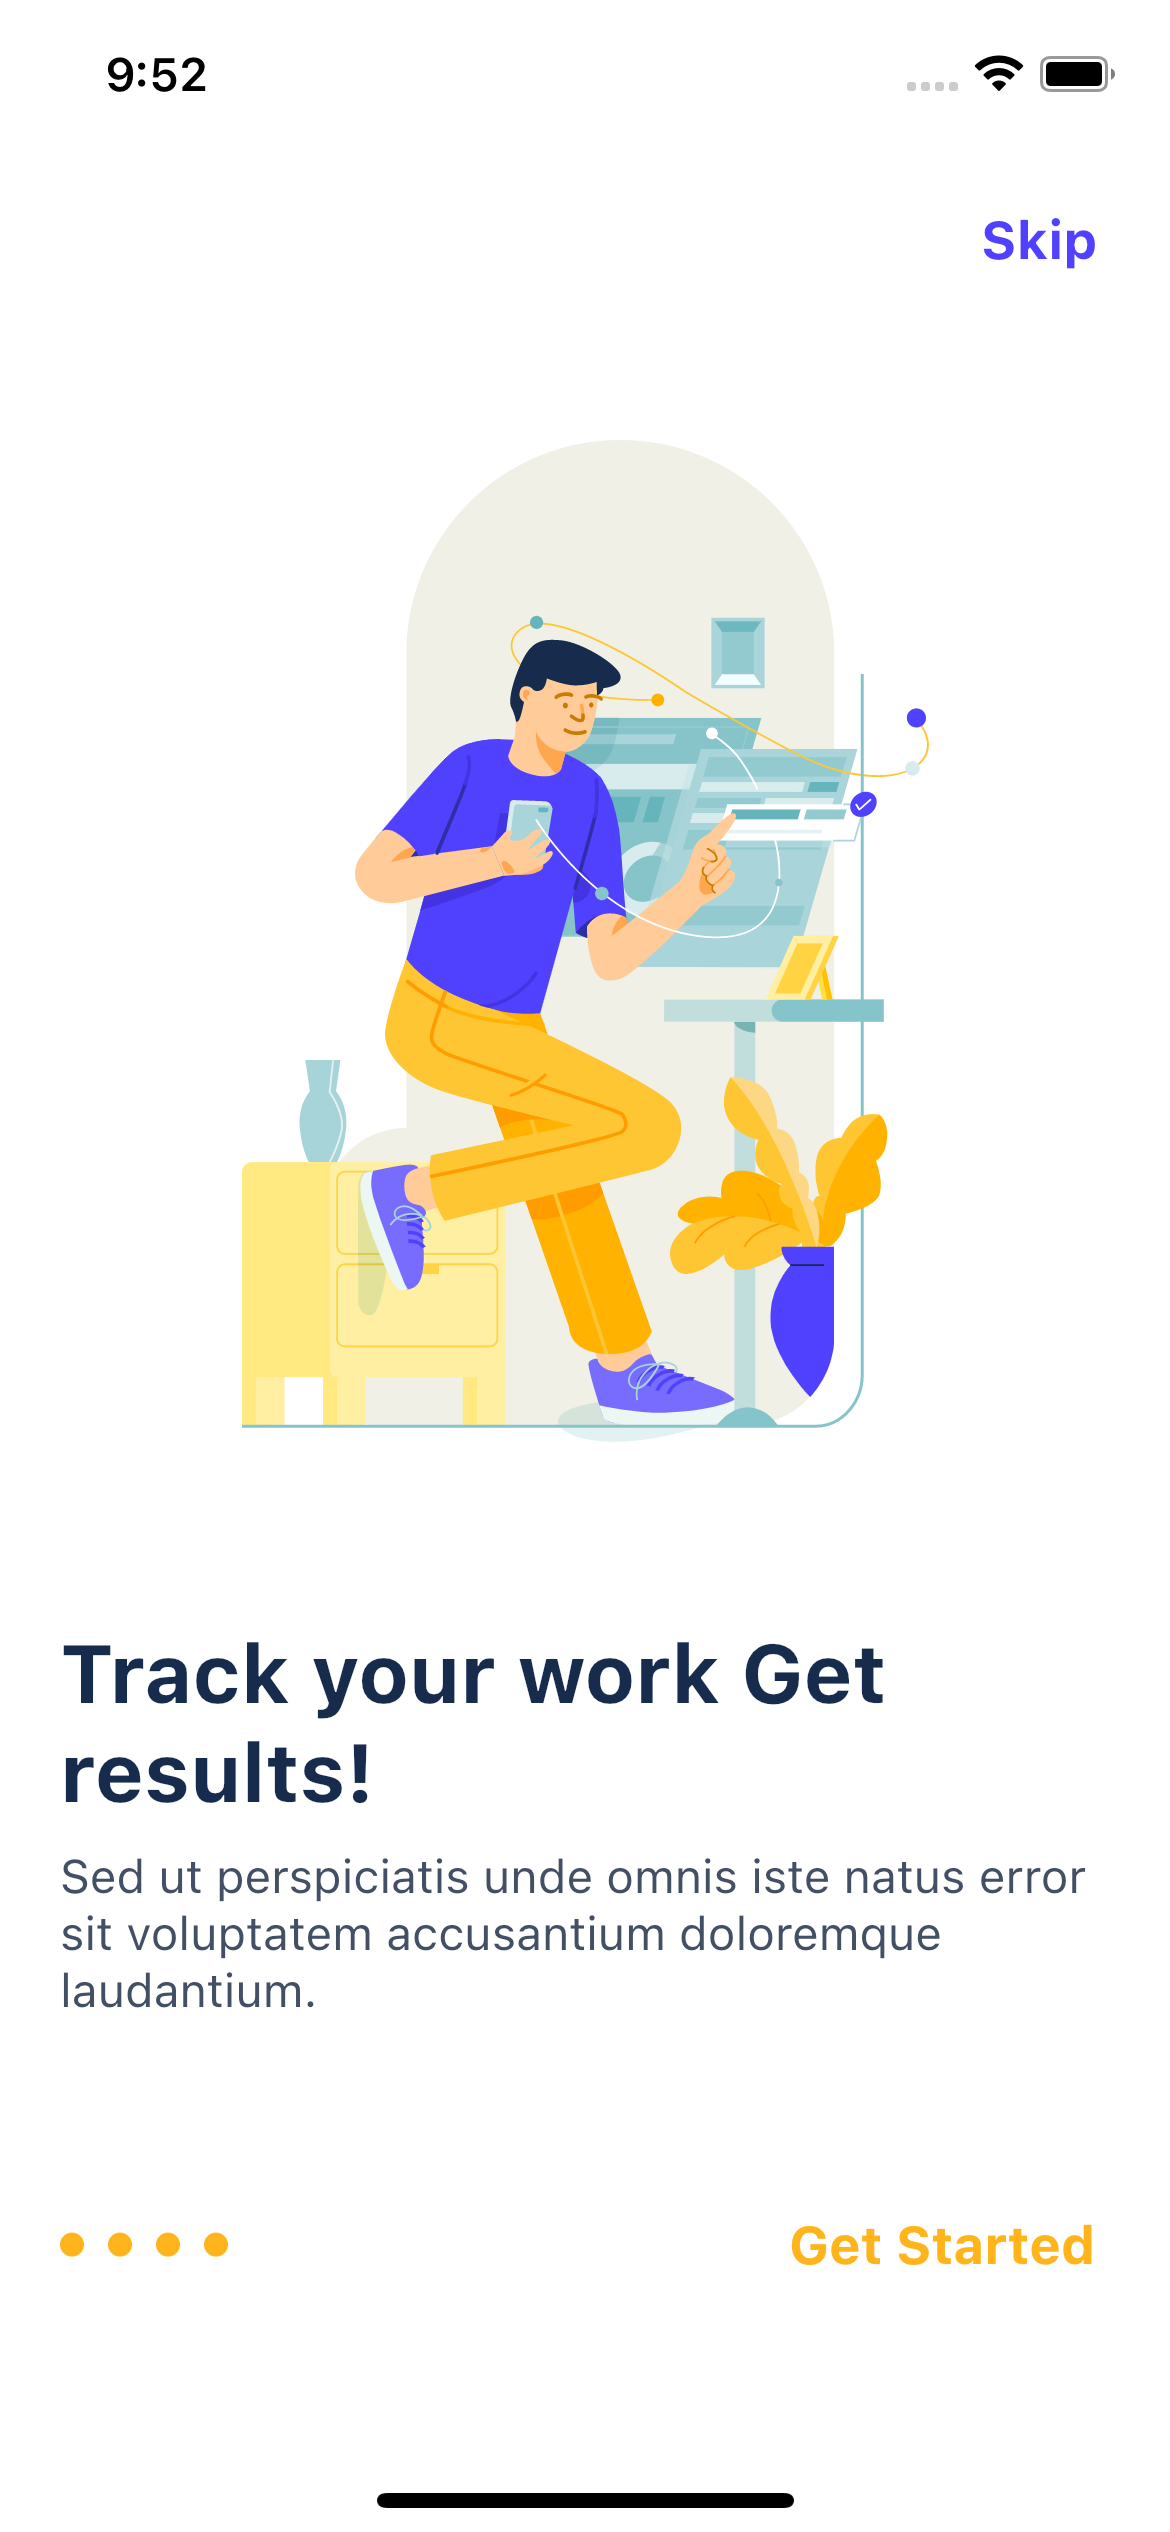 9:52
Skip
Track your work Get
results!
Sed ut perspiciatis unde omnis iste natus error
sit voluptatem accusantium doloremque
laudantium.
Get Started